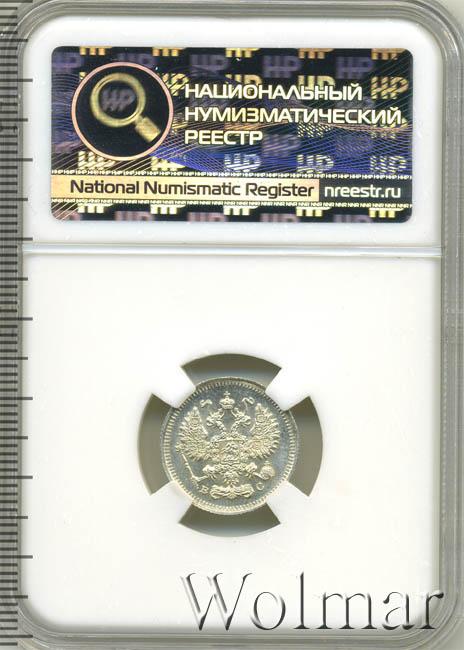 НАЦИОНАЛЬНЫЙ
НУМИЗМАТИЧЕСКИЙ
РЕЕСТР
National Numismatic Register nreestr.ru
В С
Wolmar